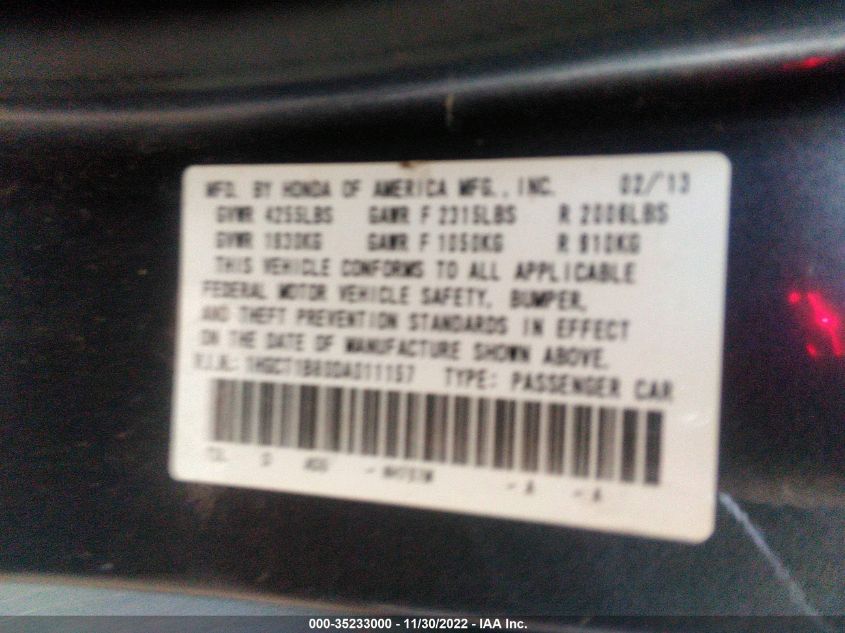 MFD. BY HONDA OF AMERICA MFG., INC. 02/13
GVWR 4255LBS GAWR F 2315LBS R 2006LBS
GVWR 1930KG GAWR F 1050KG R 910KG
THIS VEHICLE CONFORMS TO ALL APPLICABLE
FEDERAL MOTOR VEHICLE SAFETY, BUMPER,
AND THEFT PREVENTION STANDARDS IN EFFECT
ON THE DATE OF MANUFACTURE SHOWN ABOVE.
V.I.N.: TYPE: PASSENGER CAR
- A - A
000-35233000 - 11/30/2022 - IAA Inc.